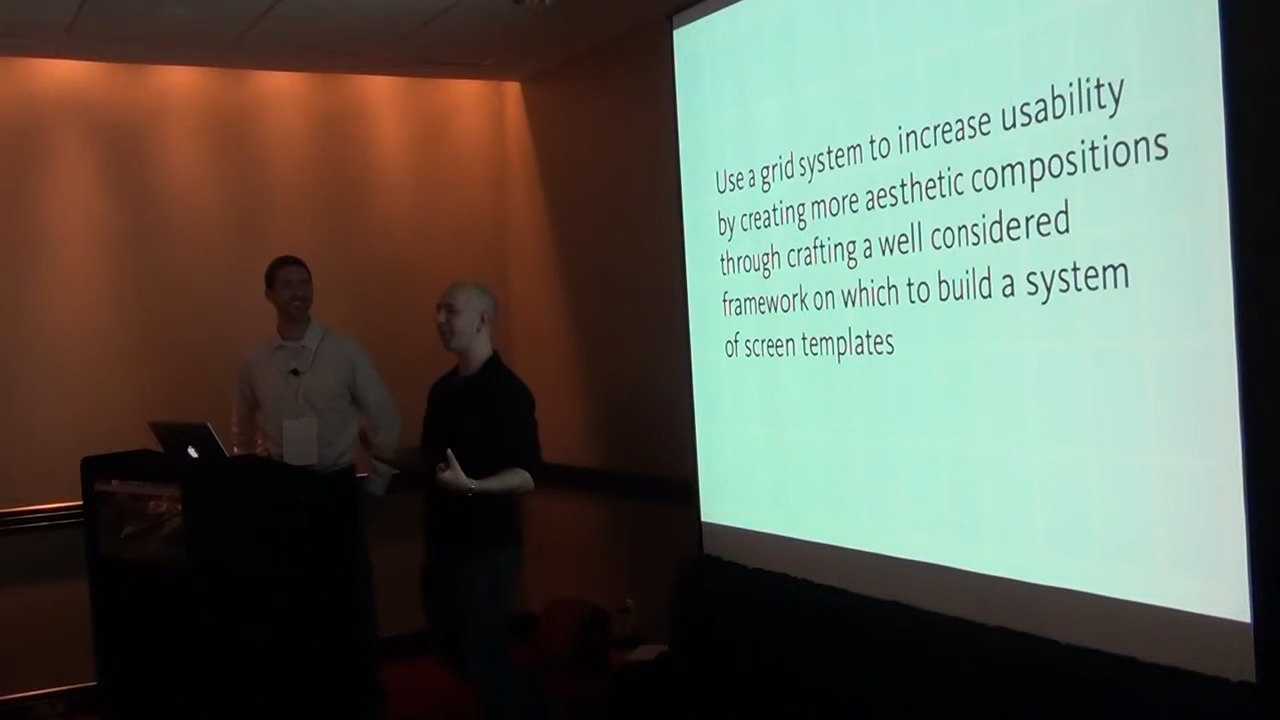 Use a grid system to increase usability
by creating more aesthetic compositions
through crafting a well considered
framework on which to build a system
of screen templates